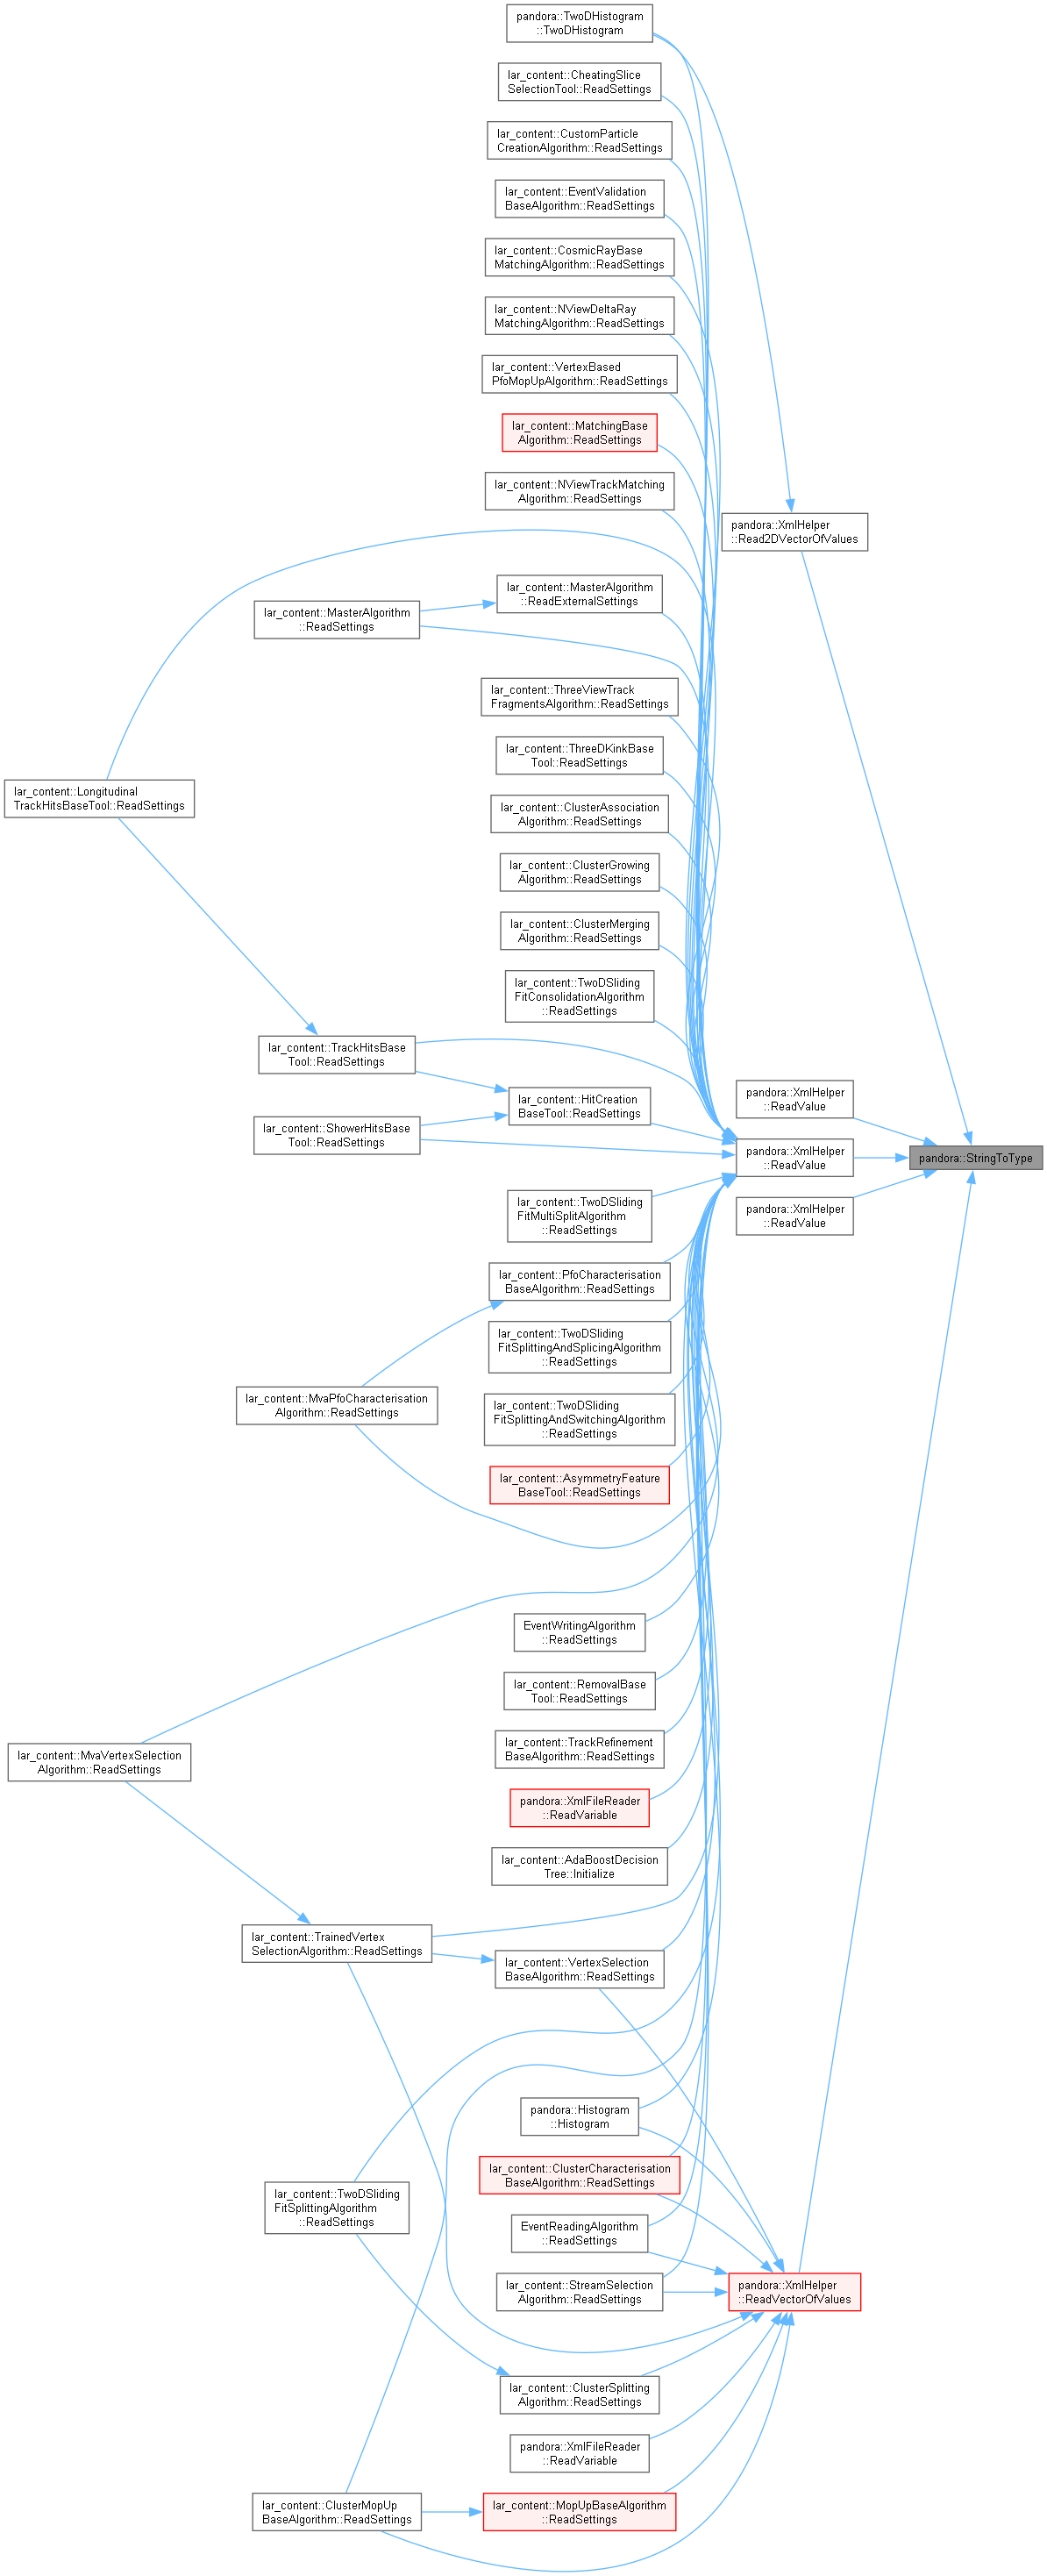 pandora::TwoDHistogram
::TwoDHistogram
lar_content::CheatingSlice
SelectionTool::ReadSettings
lar_content::CustomParticle
CreationAlgorithm::ReadSettings
lar_content::EventValidation
BaseAlgorithm::ReadSettings
lar_content::CosmicRayBase
MatchingAlgorithm::ReadSettings
lar_content::NViewDeltaRay
MatchingAlgorithm::ReadSettings
lar_content::VertexBased
PfoMopUpAlgorithm::ReadSettings
lar_content::MatchingBase
Algorithm::ReadSettings
lar_content::NViewTrackMatching
Algorithm::ReadSettings
pandora::XmlHelper
::Read2DVectorOfValues
lar_content::MasterAlgorithm
::ReadExternalSettings
lar_content::MasterAlgorithm
::ReadSettings
lar_content::ThreeViewTrack
FragmentsAlgorithm::ReadSettings
lar_content::ThreeDKinkBase
Tool::ReadSettings
lar_content::Longitudinal
TrackHitsBaseTool::ReadSettings
lar_content::ClusterAssociation
Algorithm::ReadSettings
lar_content::ClusterGrowing
Algorithm::ReadSettings
lar_content::ClusterMerging
Algorithm::ReadSettings
lar_content::TwoDSliding
FitConsolidationAlgorithm
::ReadSettings
lar_content::TrackHitsBase
Tool::ReadSettings
lar_content::HitCreation
BaseTool::ReadSettings
pandora::XmlHelper
::ReadValue
lar_content::ShowerHitsBase
Tool::ReadSettings
pandora::XmlHelper
::ReadValue
pandora::StringToType
lar_content::TwoDSliding
FitMultiSplitAlgorithm
::ReadSettings
pandora::XmlHelper
::ReadValue
lar_content::PfoCharacterisation
BaseAlgorithm::ReadSettings
lar_content::TwoDSliding
FitSplittingAndSplicingAlgorithm
::ReadSettings
lar_content::MvaPfoCharacterisation
Algorithm::ReadSettings
lar_content::TwoDSliding
FitSplittingAndSwitchingAlgorithm
::ReadSettings
lar_content::AsymmetryFeature
BaseTool::ReadSettings
EventWritingAlgorithm
::ReadSettings
lar_content::RemovalBase
Tool::ReadSettings
lar_content::TrackRefinement
BaseAlgorithm::ReadSettings
lar_content::MvaVertexSelection
Algorithm::ReadSettings
pandora::XmlFileReader
::ReadVariable
lar_content::AdaBoostDecision
Tree::Initialize
lar_content::TrainedVertex
SelectionAlgorithm::ReadSettings
lar_content::VertexSelection
BaseAlgorithm::ReadSettings
pandora::Histogram
::Histogram
lar_content::ClusterCharacterisation
BaseAlgorithm::ReadSettings
lar_content::TwoDSliding
FitSplittingAlgorithm
::ReadSettings
EventReadingAlgorithm
::ReadSettings
lar_content::StreamSelection
Algorithm::ReadSettings
pandora::XmlHelper
::ReadVectorOfValues
lar_content::ClusterSplitting
Algorithm::ReadSettings
pandora::XmlFileReader
::ReadVariable
lar_content::ClusterMopUp
BaseAlgorithm::ReadSettings
lar_content::MopUpBaseAlgorithm
::ReadSettings